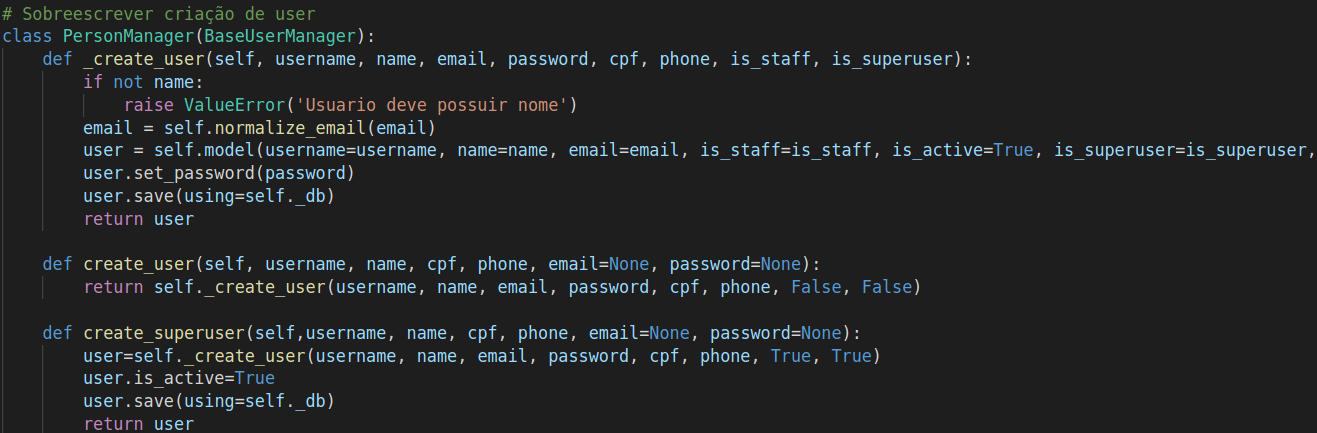 # Sobreescrever criação de user
class PersonManager(BaseUserManager):
    def _create_user(self, username, name, email, password, cpf, phone, is_staff, is_superuser):
        if not name:
            raise ValueError('Usuario deve possuir nome')
        email = self.normalize_email(email)
        user = self.model(username=username, name=name, email=email, is_staff=is_staff, is_active=True, is_superuser=is_superuser,
        user.set_password(password)
        user.save(using=self._db)
        return user
    def create_user(self, username, name, cpf, phone, email=None, password=None):
        return self._create_user(username, name, email, password, cpf, phone, False, False)
    def create_superuser(self,username, name, cpf, phone, email=None, password=None):
        user=self._create_user(username, name, email, password, cpf, phone, True, True)
        user.is_active=True
        user.save(using=self._db)
        return user